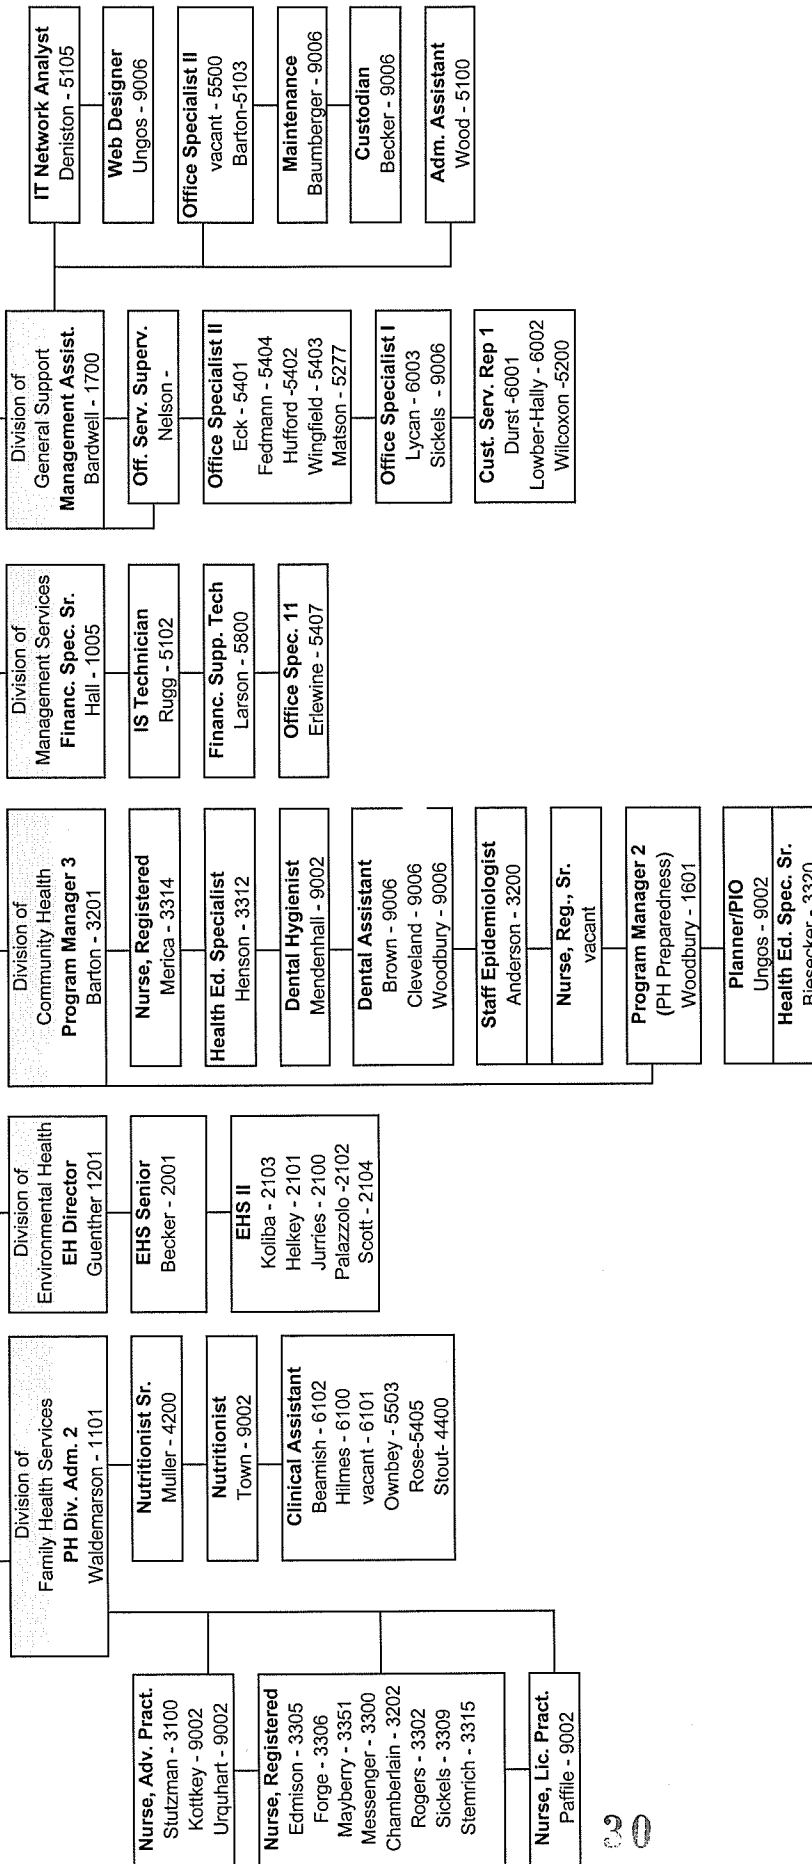 Division of
Family Health Services
PH Div. Adm. 2
Waldemarson - 1101
Nurse, Adv. Pract.
Stutzman - 3100
Kottkey - 9002
Urquhart - 9002
Nurse, Registered
Edmison - 3305
Forge - 3306
Mayberry - 3351
Messenger - 3300
Chamberlain - 3202
Rogers - 3302
Sickels - 3309
Stemrich - 3315
Nurse, Lic. Pract.
Paffile - 9002
Nutritionist Sr.
Muller - 4200
Nutritionist
Town - 9002
Clinical Assistant
Beamish - 6102
Hilmes - 6100
vacant - 6101
Ownbey - 5503
Rose-5405
Stout- 4400
Division of
Environmental Health
EH Director
Guenther 1201
EHS Senior
Becker - 2001
EHS II
Koliba - 2103
Helkey - 2101
Jurries - 2100
Palazzolo -2102
Scott - 2104
Division of
Community Health
Program Manager 3
Barton - 3201
Nurse, Registered
Merica - 3314
Health Ed. Specialist
Henson - 3312
Dental Hygienist
Mendenhall - 9002
Dental Assistant
Brown - 9006
Cleveland - 9006
Woodbury - 9006
Staff Epidemiologist
Anderson - 3200
Nurse, Reg., Sr.
vacant
Program Manager 2
(PH Preparedness)
Woodbury - 1601
Planner/PIO
Ungos - 9002
Health Ed. Spec. Sr.
Biesecker - 3320
Division of
Management Services
Financ. Spec. Sr.
Hall - 1005
IS Technician
Rugg - 5102
Financ. Supp. Tech
Larson - 5800
Office Spec. 11
Erlewine - 5407
Division of
General Support
Management Assist.
Bardwell - 1700
Off. Serv. Superv.
Nelson -
Office Specialist II
Eck - 5401
Fedmann - 5404
Hufford -5402
Wingfield - 5403
Matson - 5277
Office Specialist I
Lycan - 6003
Sickels - 9006
Cust. Serv. Rep 1
Durst -6001
Lowber-Hally - 6002
Wilcoxon -5200
IT Network Analyst
Deniston - 5105
Web Designer
Ungos - 9006
Office Specialist II
vacant - 5500
Barton-5103
Maintenance
Baumberger - 9006
Custodian
Becker - 9006
Adm. Assistant
Wood - 5100
30